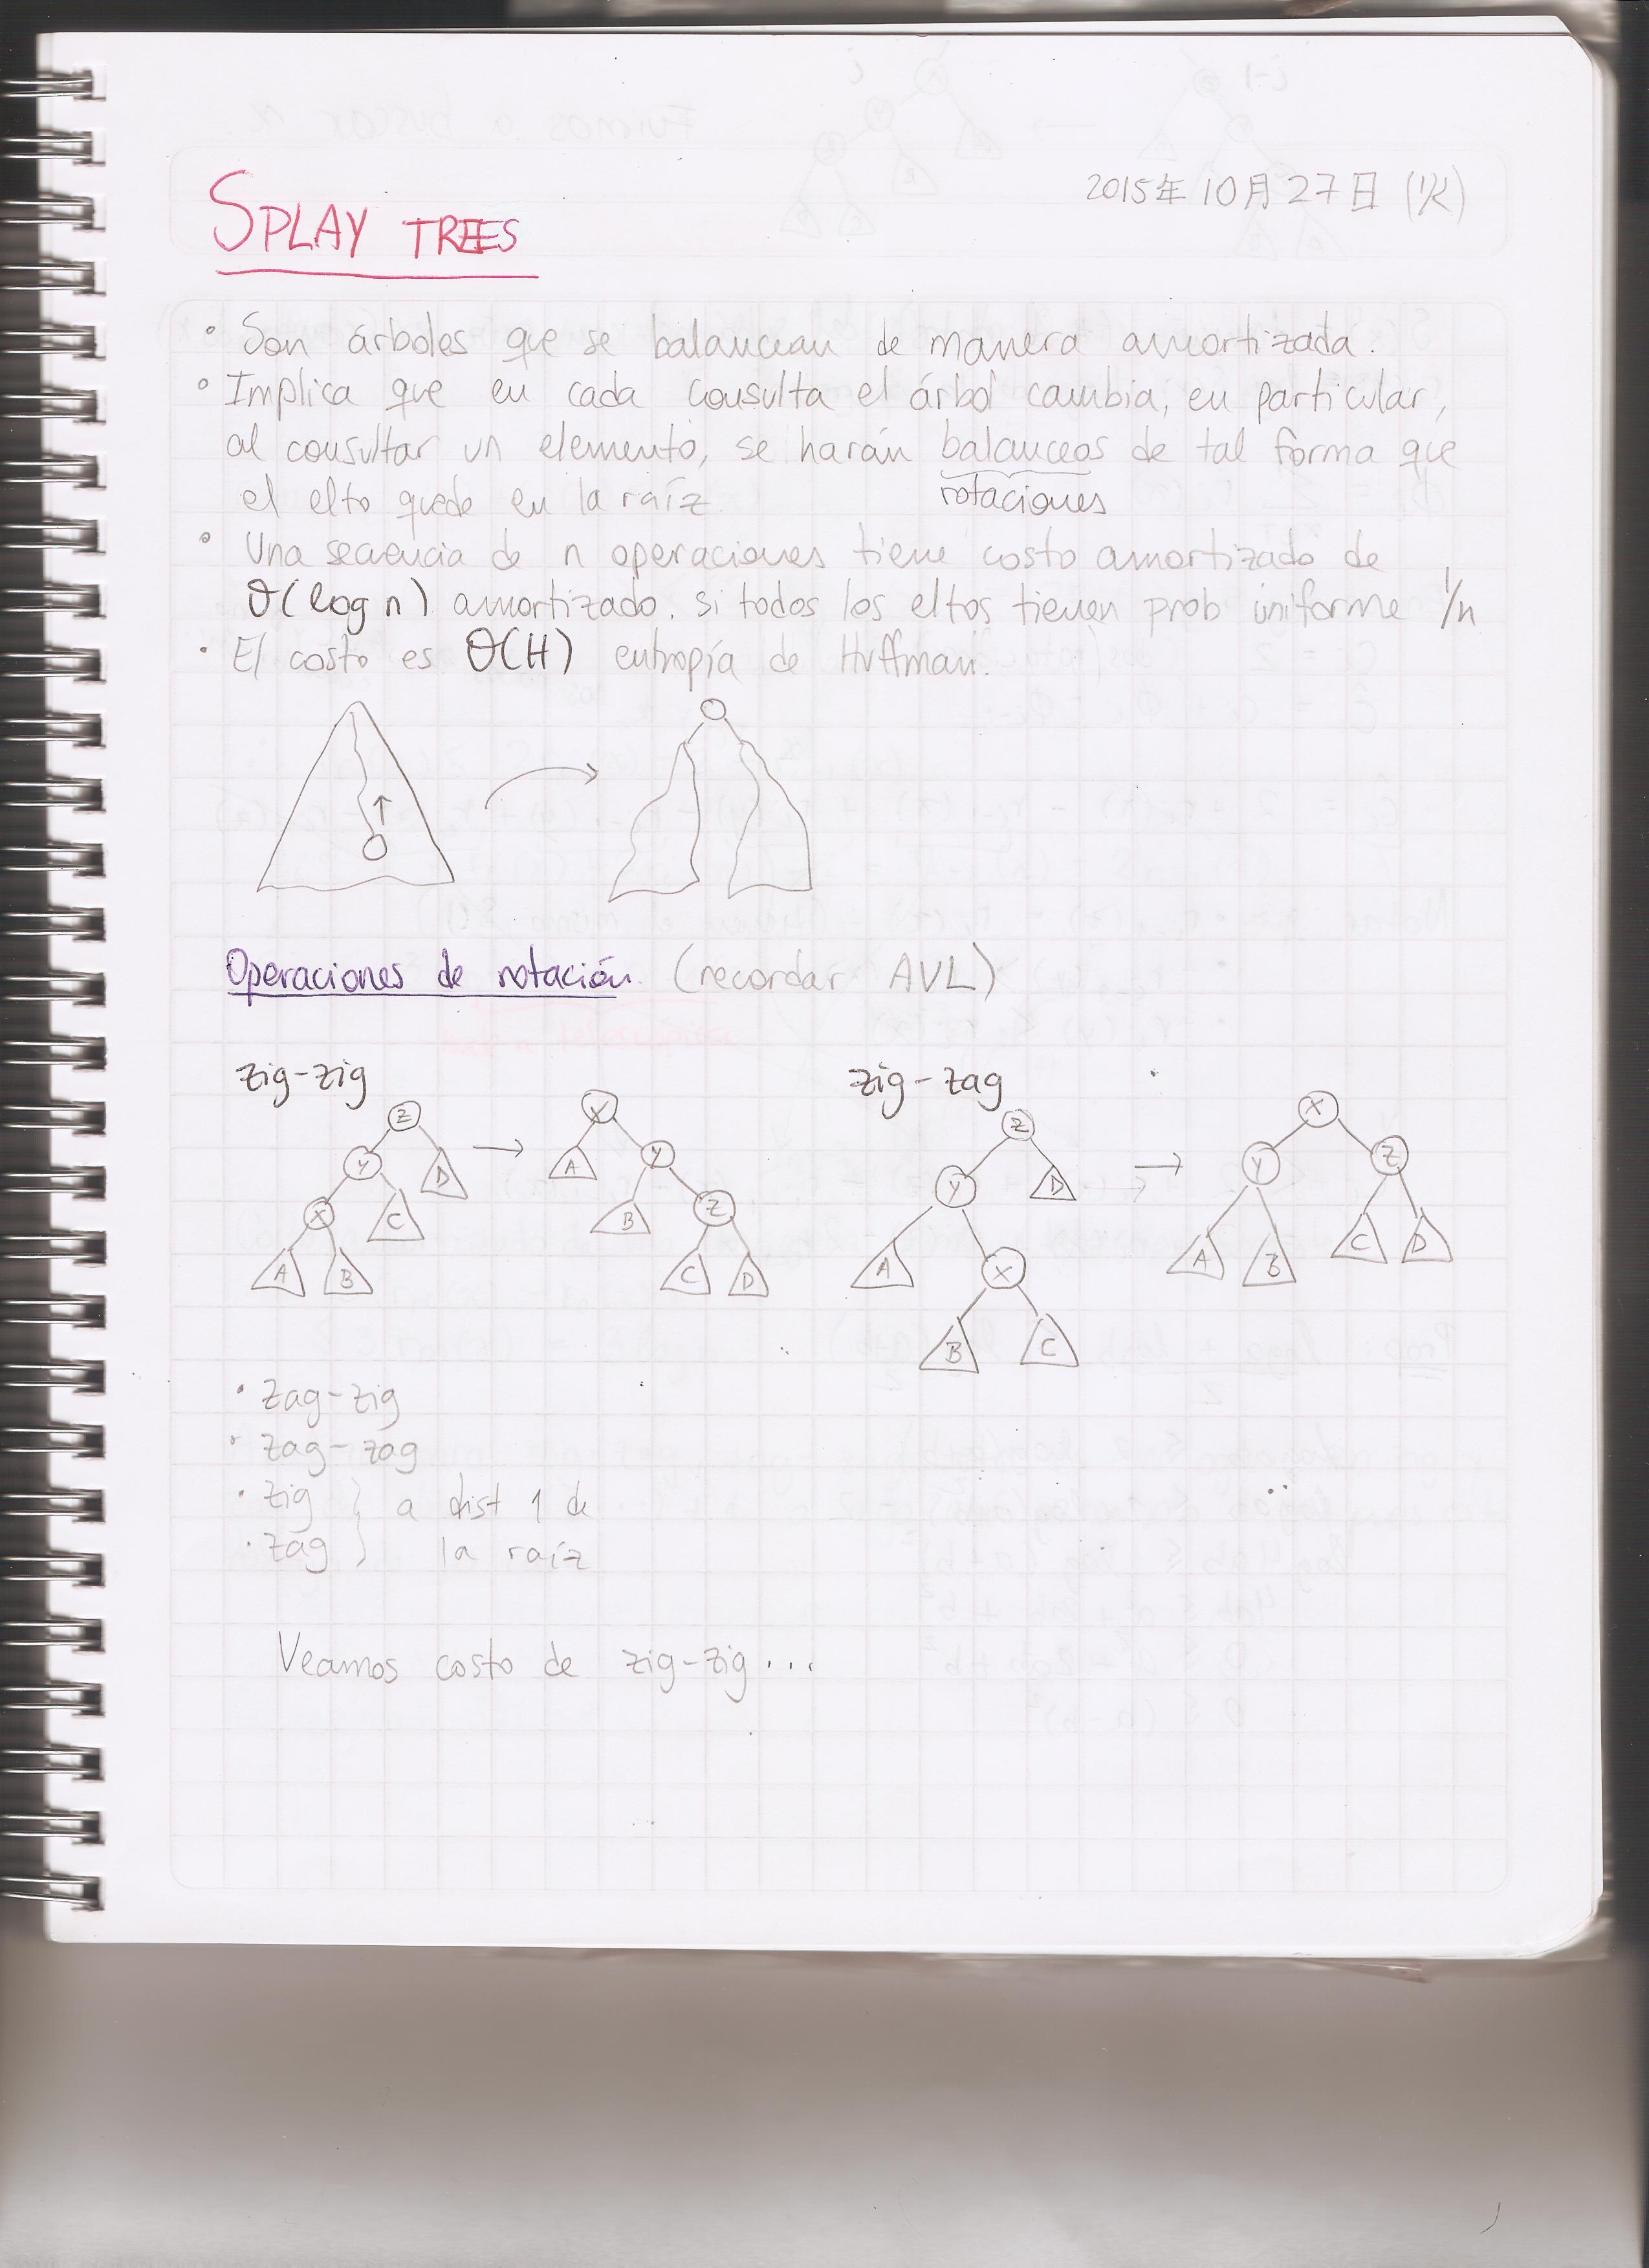 2015年10月27日 (火)
SPLAY TREES
• Son árboles que se balancean de manera amortizada.
• Implica que en cada consulta el árbol cambia, en particular,
al consultar un elemento, se harán balanceos de tal forma que
el elto quede en la raíz rotaciones
• Una secuencia de n operaciones tiene costo amortizado de
O(log n) amortizado. si todos los eltos tienen prob uniforme 1/n
• El costo es O(H) entropía de Huffman.
Operaciones de rotación (recordar AVL)
zig-zig
z
y D
x C
A B
→
x
A y
B z
C D
zig-zag
z
y D
A x
B C
→
x
y z
A B C D
• zag-zig
• zag-zag
• zig } a dist 1 de
• zag } la raíz
Veamos costo de zig-zig...